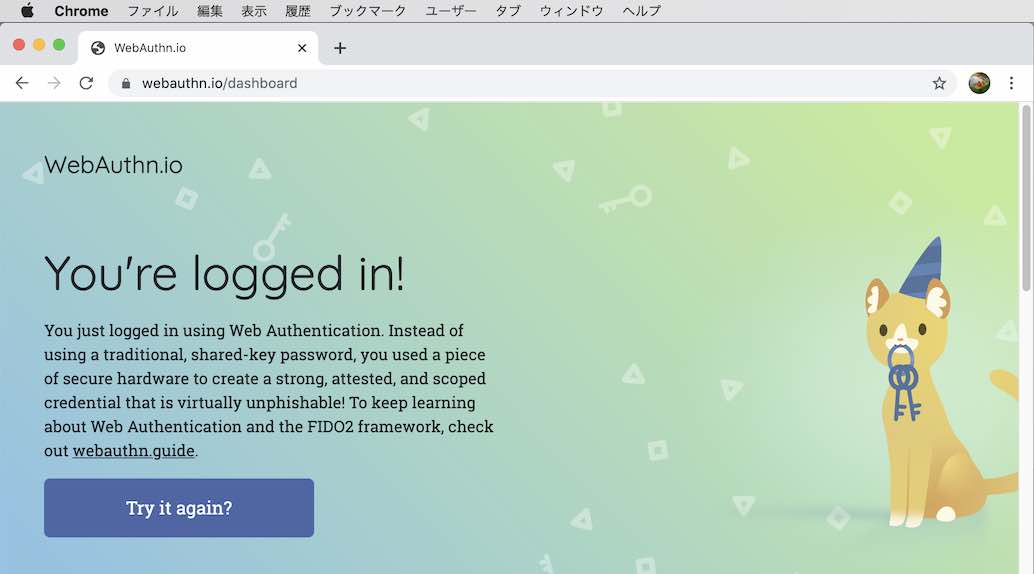 Chrome ファイル 編集 表示 履歴 ブックマーク ユーザー タブ ウィンドウ ヘルプ
WebAuthn.io
webauthn.io/dashboard
WebAuthn.io
You're logged in!
You just logged in using Web Authentication. Instead of
using a traditional, shared-key password, you used a piece
of secure hardware to create a strong, attested, and scoped
credential that is virtually unphishable! To keep learning
about Web Authentication and the FIDO2 framework, check
out webauthn.guide.
Try it again?